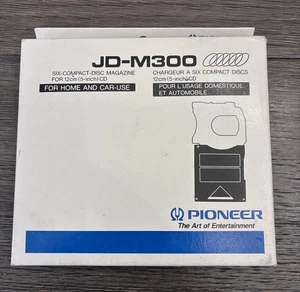 JD-M300
SIX-COMPACT-DISC MAGAZINE
FOR 12cm (5-inch) CD
FOR HOME AND CAR-USE
CHARGEUR A SIX COMPACT DISCS
12cm (5-inch) CD
POUR L'USAGE DOMESTIQUE
ET AUTOMOBILE
PIONEER
The Art of Entertainment